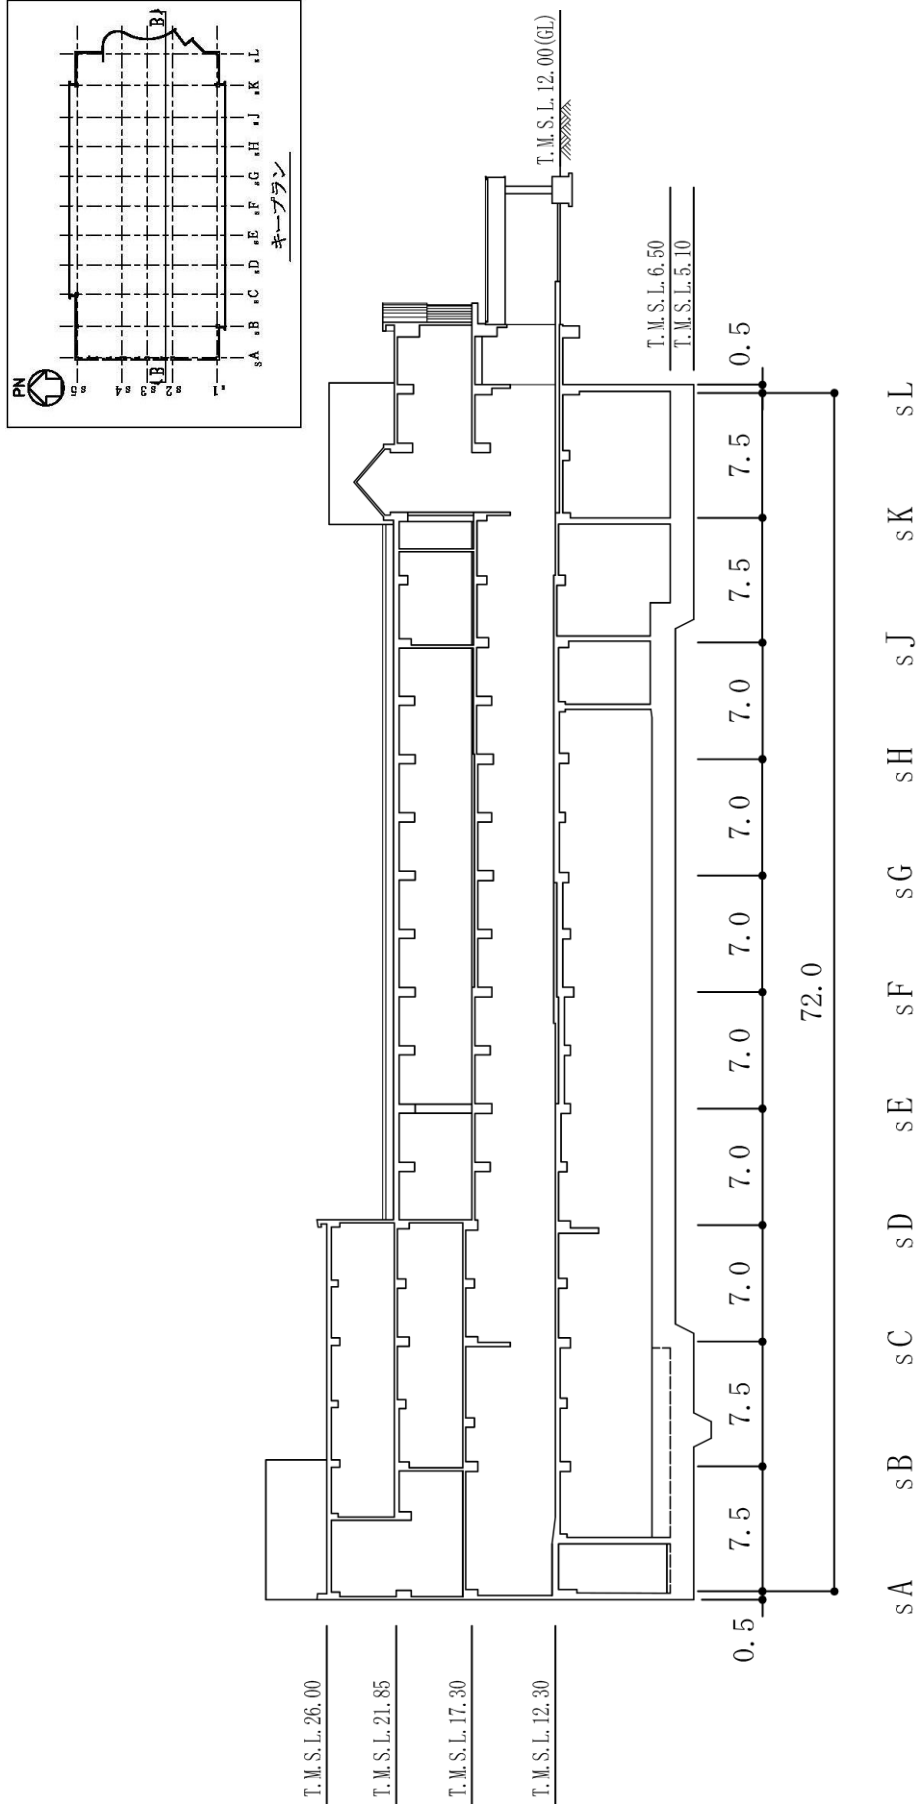 PN
B
B
s5
s4
s3
s2
s1
sA
sB
sC
sD
sE
sF
sG
sH
sJ
sK
sL
キープラン
T.M.S.L.26.00
T.M.S.L.21.85
T.M.S.L.17.30
T.M.S.L.12.30
T.M.S.L.12.00(GL)
T.M.S.L.6.50
T.M.S.L.5.10
0.5
7.5
7.5
7.0
7.0
7.0
7.0
7.0
7.0
7.5
7.5
0.5
72.0
sA
sB
sC
sD
sE
sF
sG
sH
sJ
sK
sL